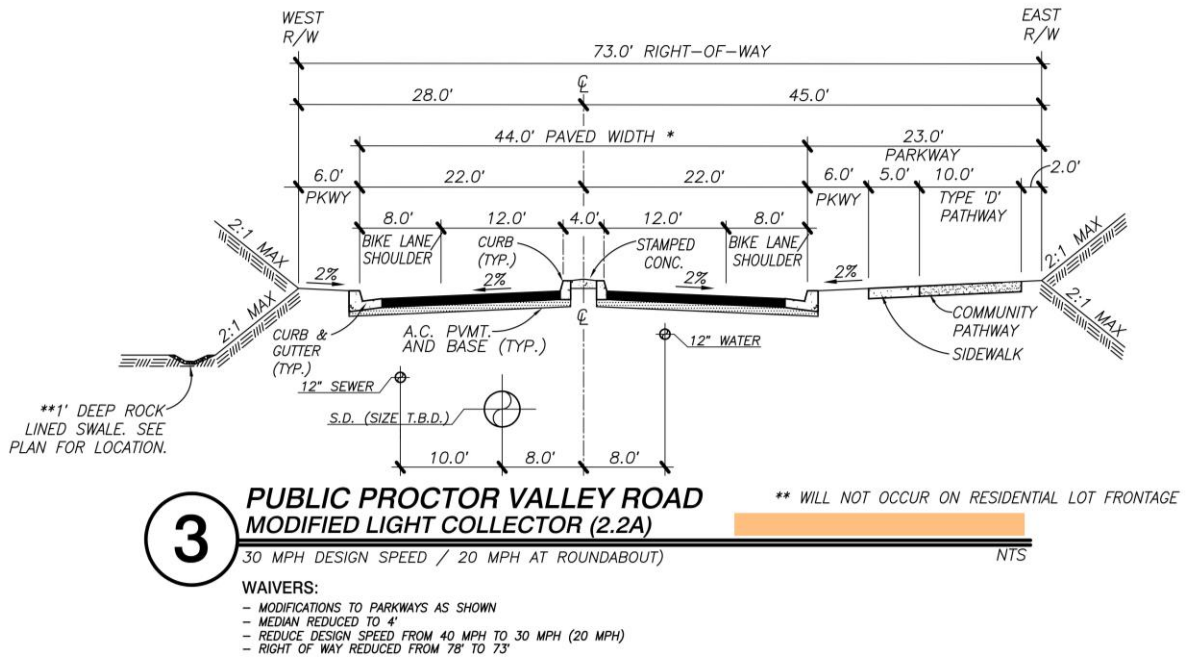 WEST
R/W
EAST
R/W
73.0' RIGHT-OF-WAY
℄
28.0'
45.0'
44.0' PAVED WIDTH *
23.0'
PARKWAY
6.0'
PKWY
22.0'
22.0'
6.0'
PKWY
5.0'
10.0'
TYPE 'D'
PATHWAY
2.0'
8.0'
12.0'
4.0'
12.0'
8.0'
BIKE LANE/
SHOULDER
CURB
(TYP.)
STAMPED
CONC.
BIKE LANE/
SHOULDER
2:1 MAX
2%
2%
2%
2%
2:1 MAX
2:1 MAX
2:1 MAX
CURB &
GUTTER
(TYP.)
A.C. PVMT.
AND BASE (TYP.)
℄
12" WATER
COMMUNITY
PATHWAY
SIDEWALK
12" SEWER
S.D. (SIZE T.B.D.)
**1' DEEP ROCK
LINED SWALE. SEE
PLAN FOR LOCATION.
10.0'
8.0'
8.0'
3
PUBLIC PROCTOR VALLEY ROAD
MODIFIED LIGHT COLLECTOR (2.2A)
** WILL NOT OCCUR ON RESIDENTIAL LOT FRONTAGE
30 MPH DESIGN SPEED / 20 MPH AT ROUNDABOUT)
NTS
WAIVERS:
- MODIFICATIONS TO PARKWAYS AS SHOWN
- MEDIAN REDUCED TO 4'
- REDUCE DESIGN SPEED FROM 40 MPH TO 30 MPH (20 MPH)
- RIGHT OF WAY REDUCED FROM 78' TO 73'